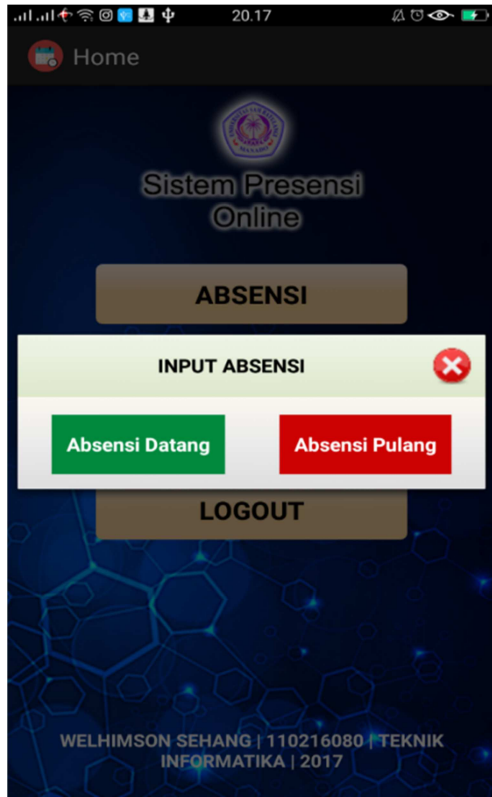 20.17
Home
Sistem Presensi
Online
ABSENSI
INPUT ABSENSI
Absensi Datang
Absensi Pulang
LOGOUT
WELHIMSON SEHANG | 110216080 | TEKNIK
INFORMATIKA | 2017